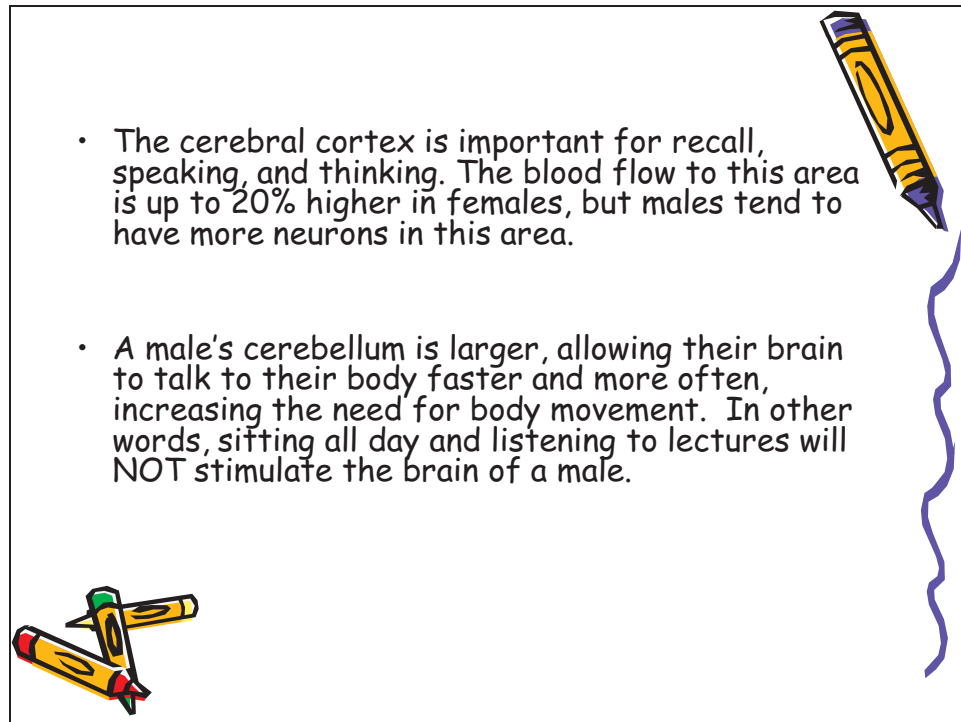 • The cerebral cortex is important for recall,
speaking, and thinking. The blood flow to this area
is up to 20% higher in females, but males tend to
have more neurons in this area.
• A male's cerebellum is larger, allowing their brain
to talk to their body faster and more often,
increasing the need for body movement.  In other
words, sitting all day and listening to lectures will
NOT stimulate the brain of a male.